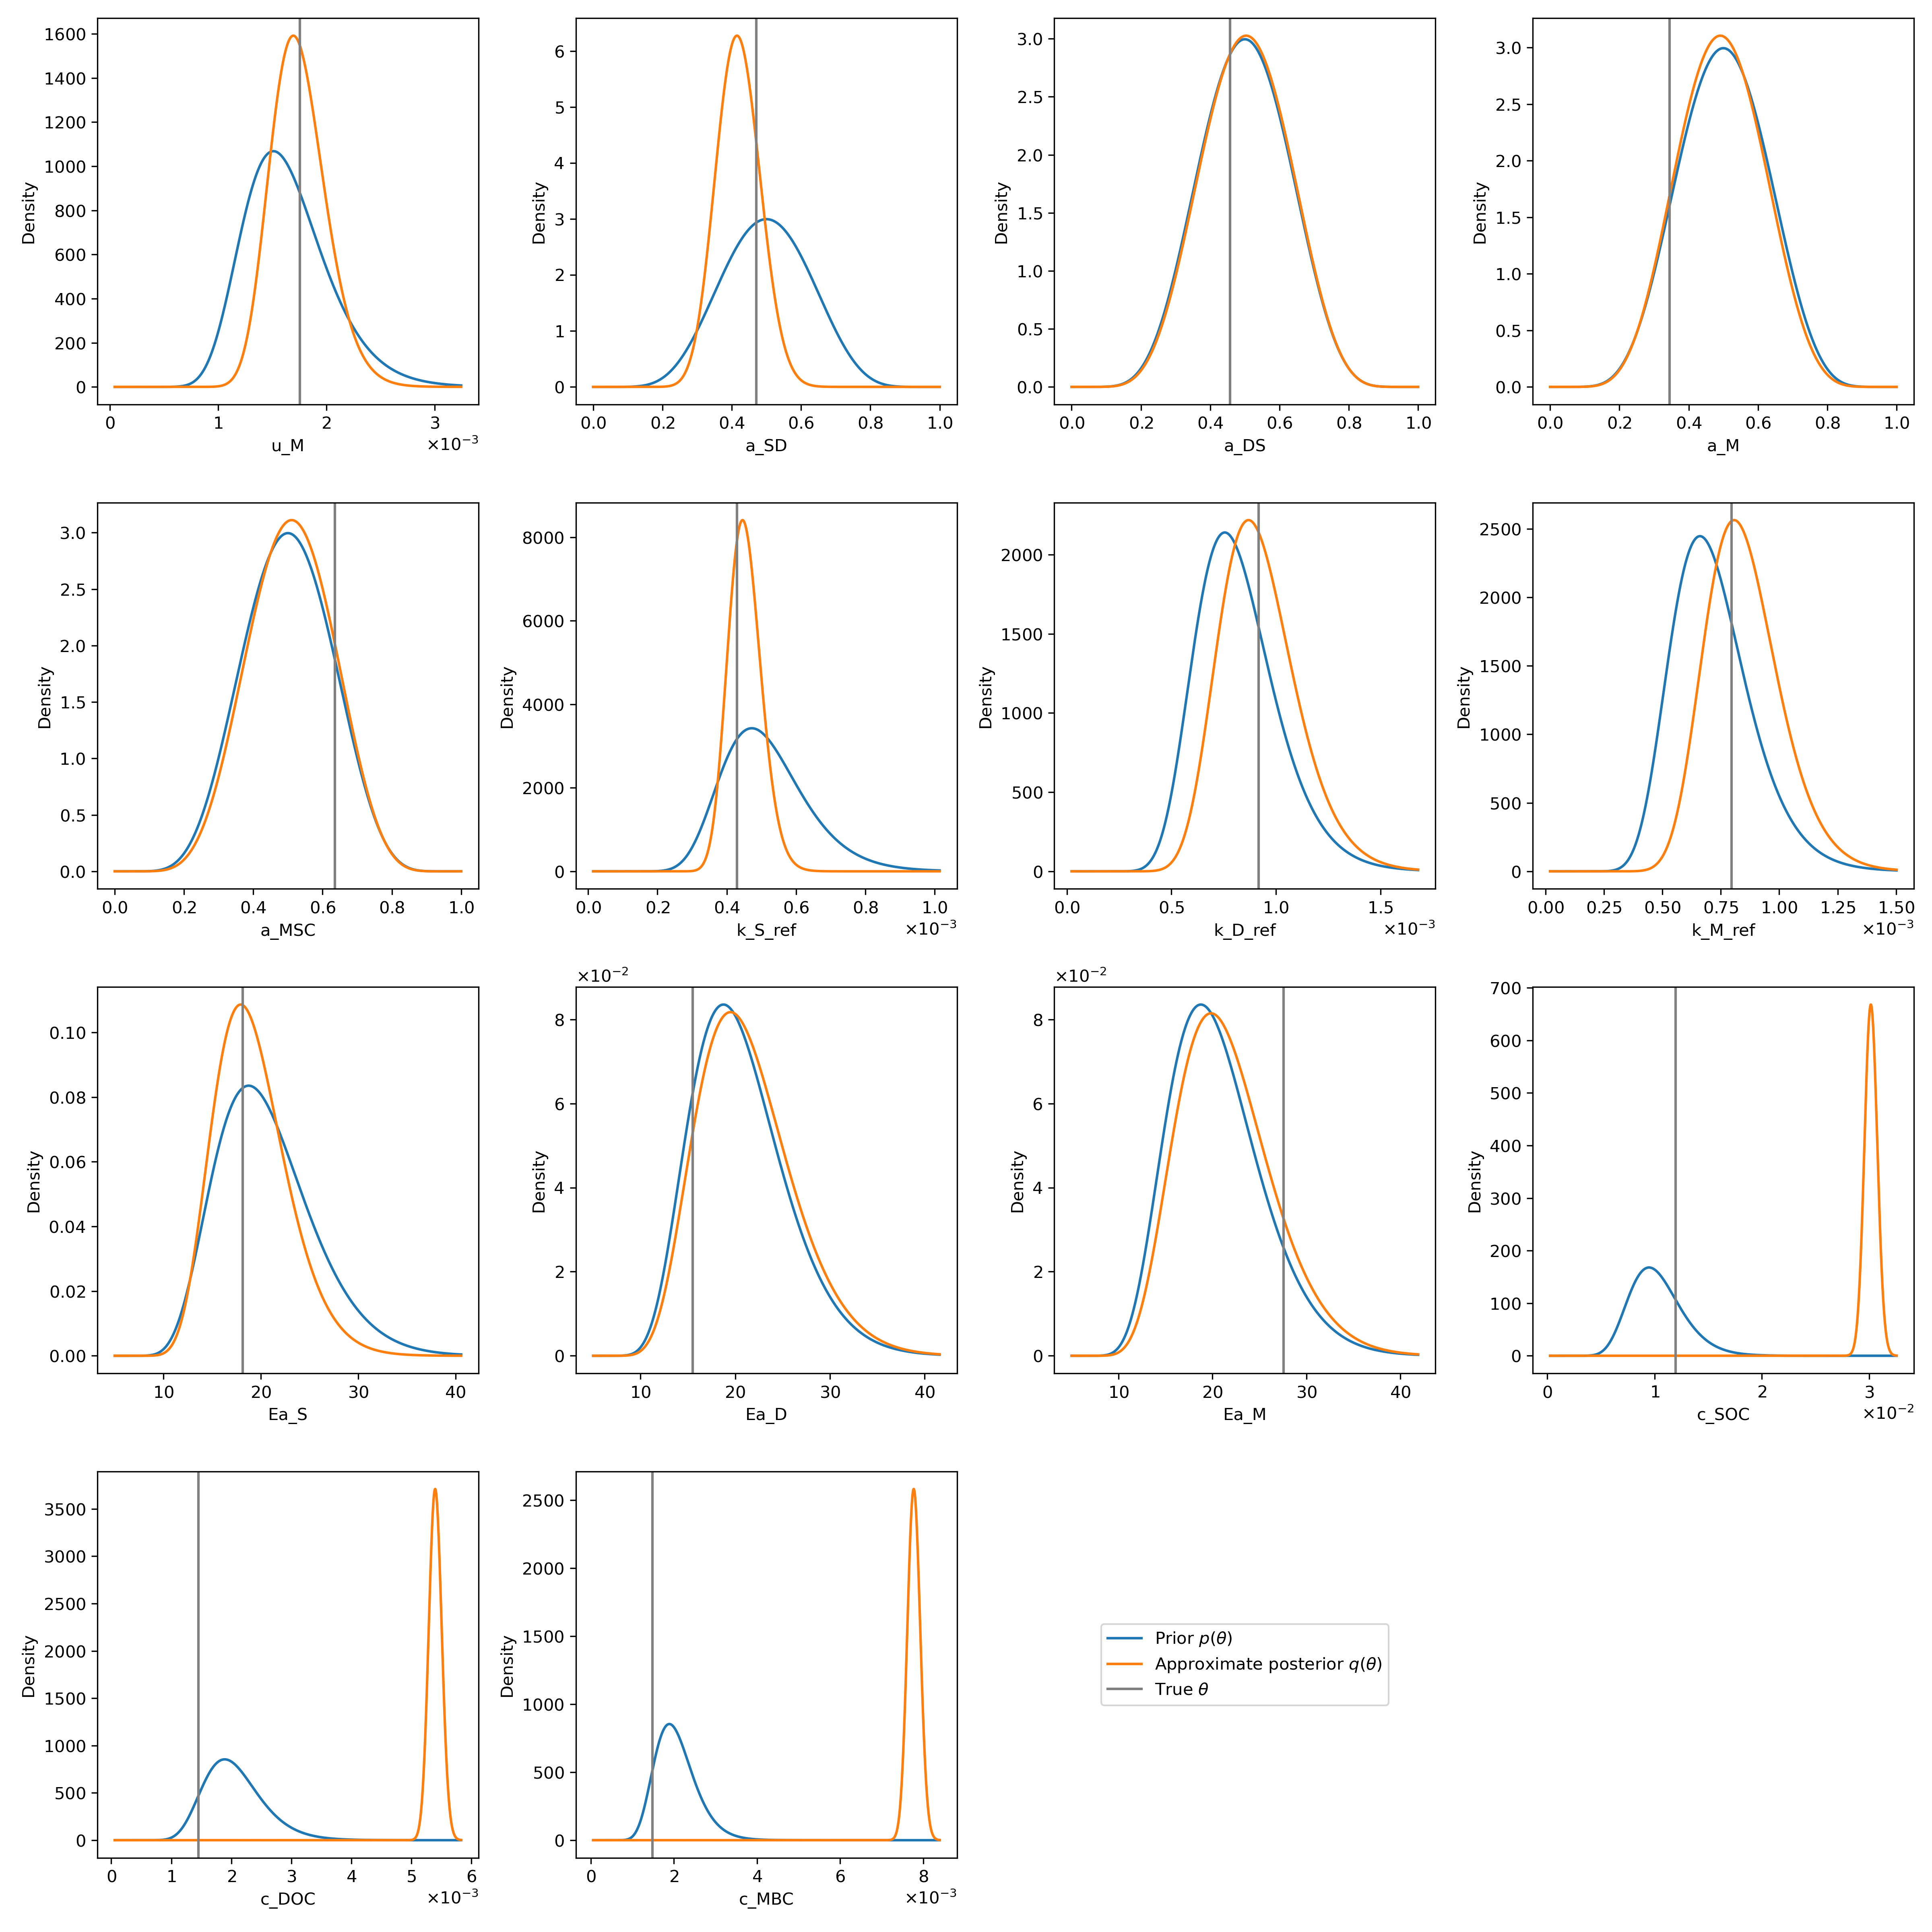 1600
1400
1200
1000
800
600
400
200
0
Density
0 1 2 3
u_M
×10⁻³
6
5
4
3
2
1
0
Density
0.0 0.2 0.4 0.6 0.8 1.0
a_SD
3.0
2.5
2.0
1.5
1.0
0.5
0.0
Density
0.0 0.2 0.4 0.6 0.8 1.0
a_DS
3.0
2.5
2.0
1.5
1.0
0.5
0.0
Density
0.0 0.2 0.4 0.6 0.8 1.0
a_M
3.0
2.5
2.0
1.5
1.0
0.5
0.0
Density
0.0 0.2 0.4 0.6 0.8 1.0
a_MSC
8000
6000
4000
2000
0
Density
0.0 0.2 0.4 0.6 0.8 1.0
k_S_ref
×10⁻³
2000
1500
1000
500
0
Density
0.0 0.5 1.0 1.5
k_D_ref
×10⁻³
2500
2000
1500
1000
500
0
Density
0.00 0.25 0.50 0.75 1.00 1.25 1.50
k_M_ref
×10⁻³
0.10
0.08
0.06
0.04
0.02
0.00
Density
10 20 30 40
Ea_S
×10⁻²
8
6
4
2
0
Density
10 20 30 40
Ea_D
×10⁻²
8
6
4
2
0
Density
10 20 30 40
Ea_M
700
600
500
400
300
200
100
0
Density
0 1 2 3
c_SOC
×10⁻²
3500
3000
2500
2000
1500
1000
500
0
Density
0 1 2 3 4 5 6
c_DOC
×10⁻³
2500
2000
1500
1000
500
0
Density
0 2 4 6 8
c_MBC
×10⁻³
Prior p(θ)
Approximate posterior q(θ)
True θ